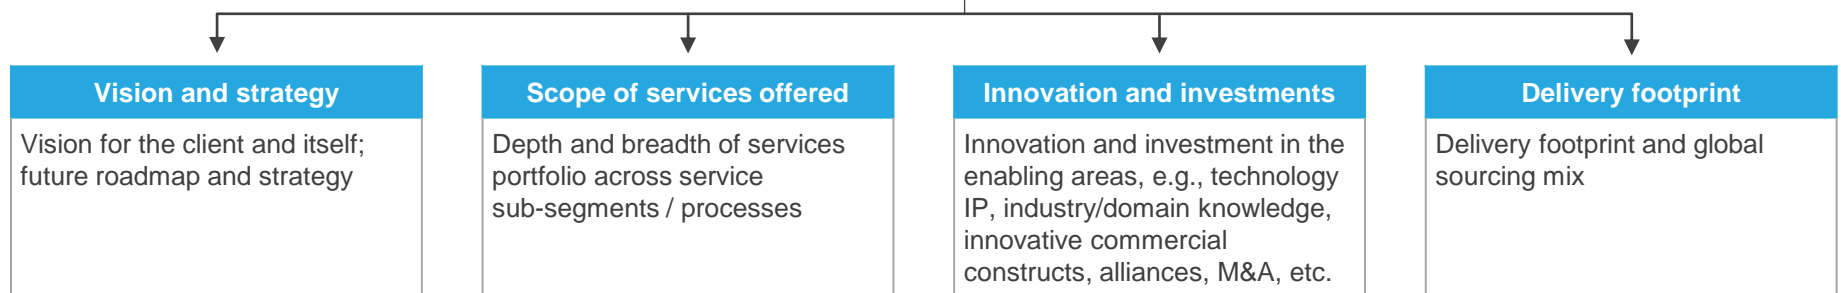 Vision and strategy
Vision for the client and itself;
future roadmap and strategy
Scope of services offered
Depth and breadth of services
portfolio across service
sub-segments / processes
Innovation and investments
Innovation and investment in the
enabling areas, e.g., technology
IP, industry/domain knowledge,
innovative commercial
constructs, alliances, M&A, etc.
Delivery footprint
Delivery footprint and global
sourcing mix